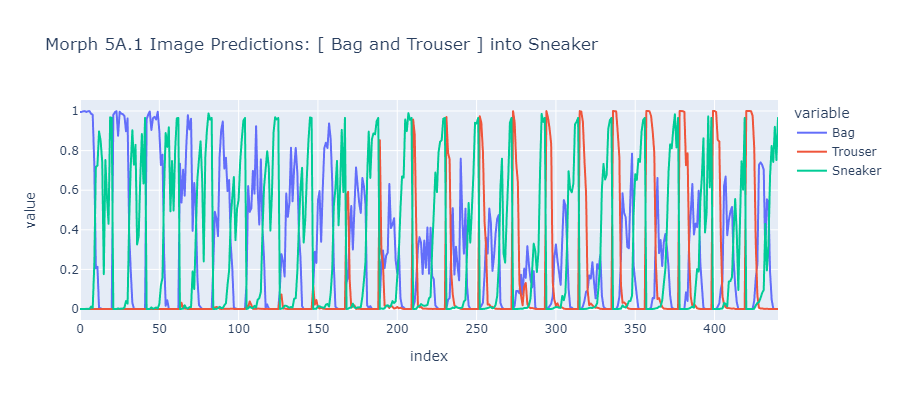 Morph 5A.1 Image Predictions: [ Bag and Trouser ] into Sneaker
variable
Bag
Trouser
Sneaker
value
1
0.8
0.6
0.4
0.2
0
0 50 100 150 200 250 300 350 400
index